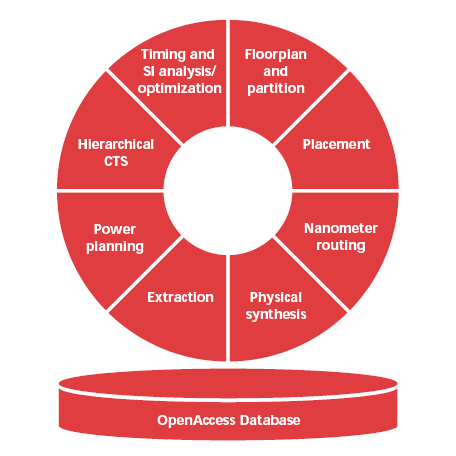 Timing and
SI analysis/
optimization
Floorplan
and
partition
Placement
Nanometer
routing
Physical
synthesis
Extraction
Power
planning
Hierarchical
CTS
OpenAccess Database